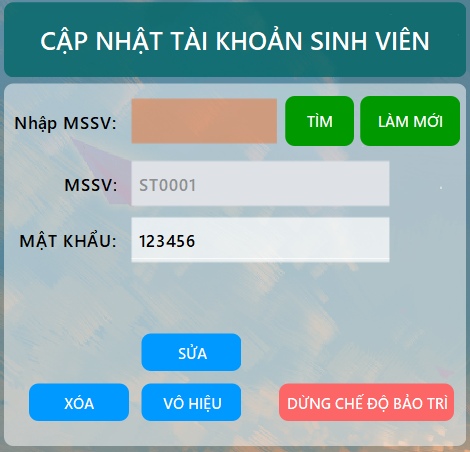 CẬP NHẬT TÀI KHOẢN SINH VIÊN
Nhập MSSV: TÌM LÀM MỚI
MSSV: ST0001
MẬT KHẨU: 123456
SỬA
XÓA VÔ HIỆU DỪNG CHẾ ĐỘ BẢO TRÌ